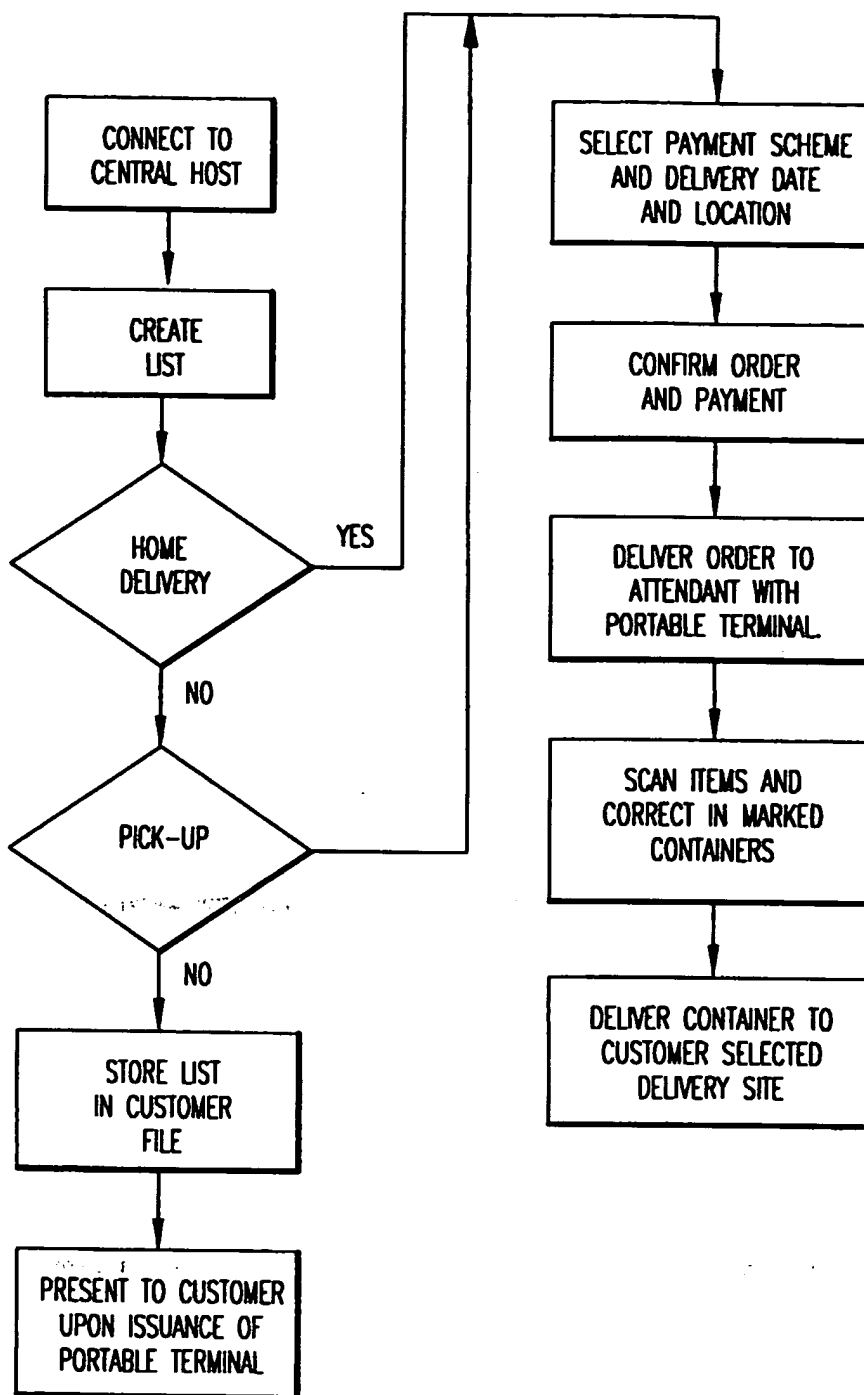 CONNECT TO
CENTRAL HOST
CREATE
LIST
HOME
DELIVERY
YES
NO
PICK-UP
NO
STORE LIST
IN CUSTOMER
FILE
PRESENT TO CUSTOMER
UPON ISSUANCE OF
PORTABLE TERMINAL
SELECT PAYMENT SCHEME
AND DELIVERY DATE
AND LOCATION
CONFIRM ORDER
AND PAYMENT
DELIVER ORDER TO
ATTENDANT WITH
PORTABLE TERMINAL.
SCAN ITEMS AND
CORRECT IN MARKED
CONTAINERS
DELIVER CONTAINER TO
CUSTOMER SELECTED
DELIVERY SITE